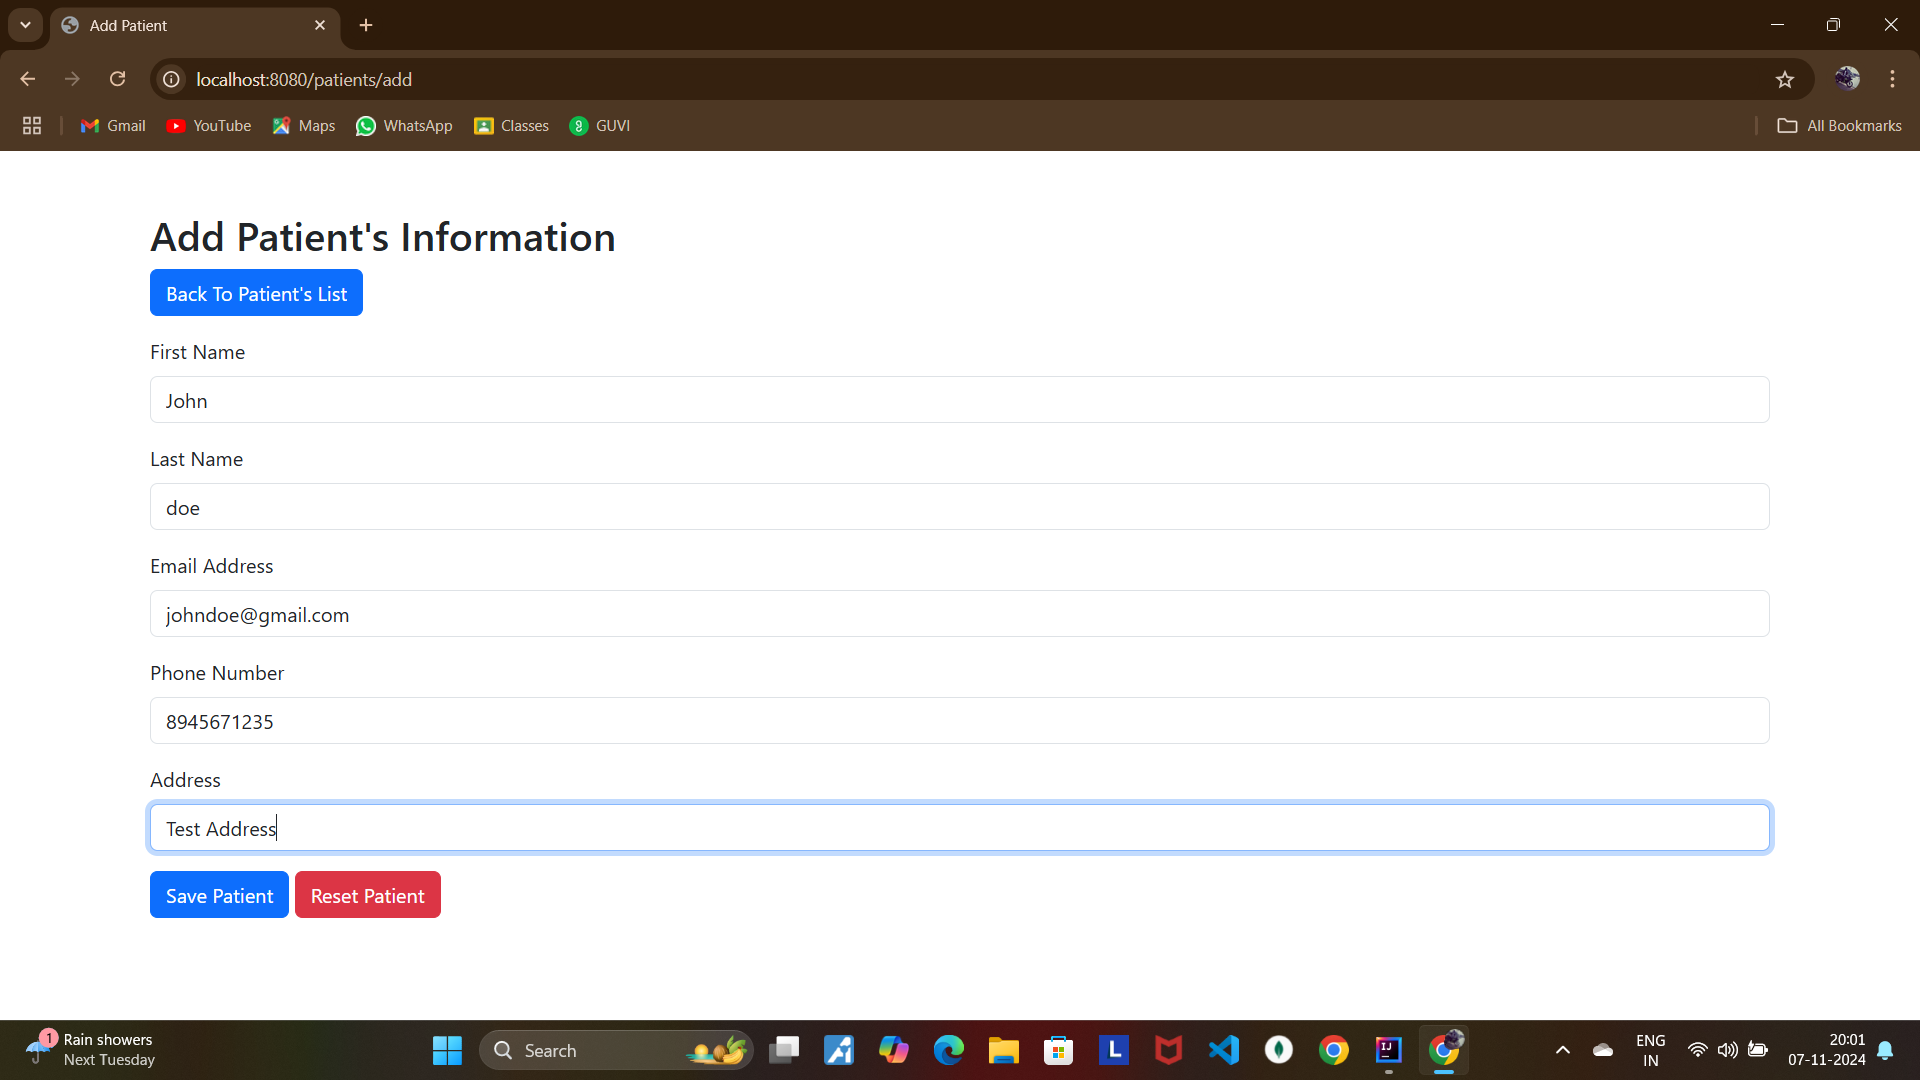 Add Patient
localhost:8080/patients/add
Gmail YouTube Maps WhatsApp Classes GUVI All Bookmarks
Add Patient's Information
Back To Patient's List
First Name
John
Last Name
doe
Email Address
johndoe@gmail.com
Phone Number
8945671235
Address
Test Address
Save Patient Reset Patient
1 Rain showers
Next Tuesday
Search
L
IJ
ENG
IN
20:01
07-11-2024